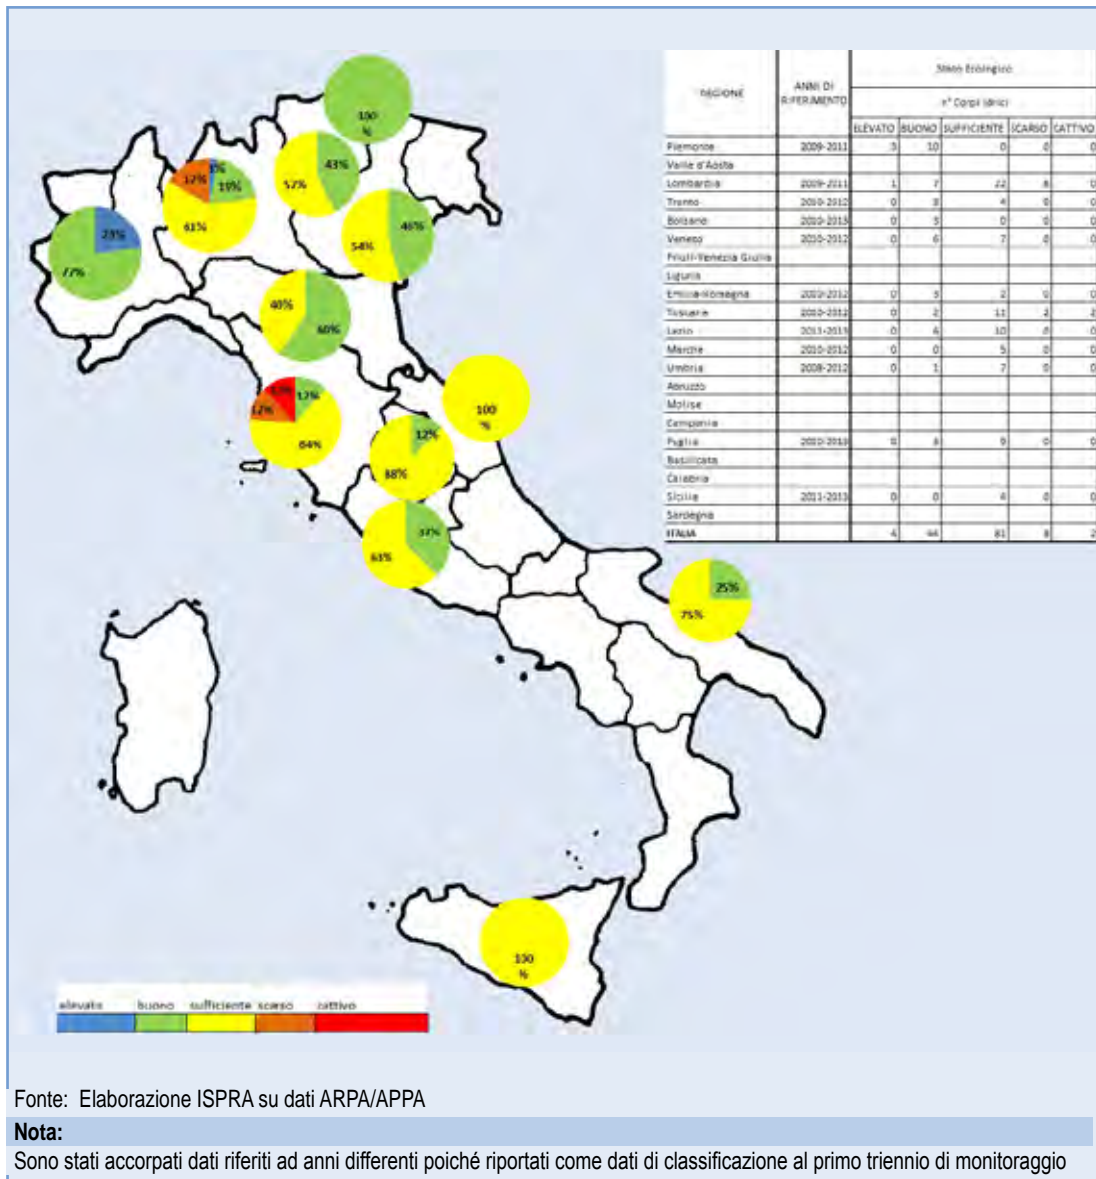 Stato Ecologico
REGIONE
ANNI DI RIFERIMENTO
n° Corpi Idrici
ELEVATO BUONO SUFFICIENTE SCARSO CATTIVO
Piemonte 2009-2011 3 10 0 0 0
Valle d'Aosta
Lombardia 2009-2011 1 7 22 6 0
Trento 2010-2012 0 3 4 0 0
Bolzano 0 3 0 0 0
Veneto 2010-2012 0 6 7 0 0
Friuli-Venezia Giulia
Liguria
Emilia-Romagna 0 3 2 0 0
Toscana 2010-2012 0 2 11 2 2
Lazio 2011-2013 0 6 10 0 0
Marche 2010-2012 0 0 5 0 0
Umbria 2008-2012 0 1 7 0 0
Abruzzo
Molise
Campania
Puglia 0 3 9 0 0
Basilicata
Calabria
Sicilia 2011-2013 0 0 4 0 0
Sardegna
ITALIA 4 44 81 8 2
100
%
43%
57%
17%
19%
61%
46%
54%
23%
77%
40%
60%
100
%
12%
12%
64%
12%
88%
37%
63%
25%
75%
100
%
elevato buono sufficiente scarso cattivo
Fonte: Elaborazione ISPRA su dati ARPA/APPA
Nota:
Sono stati accorpati dati riferiti ad anni differenti poiché riportati come dati di classificazione al primo triennio di monitoraggio